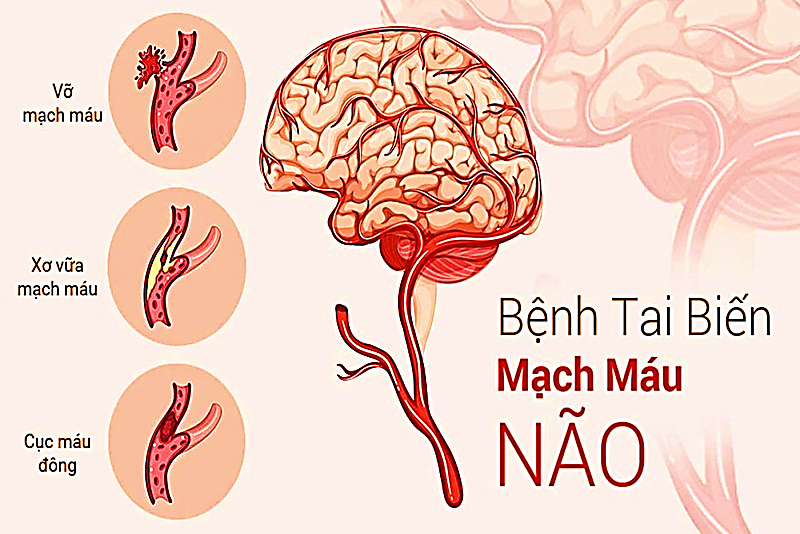 Vỡ
mạch máu
Xơ vữa
mạch máu
Cục máu
đông
Bệnh Tai Biến
Mạch Máu
NÃO